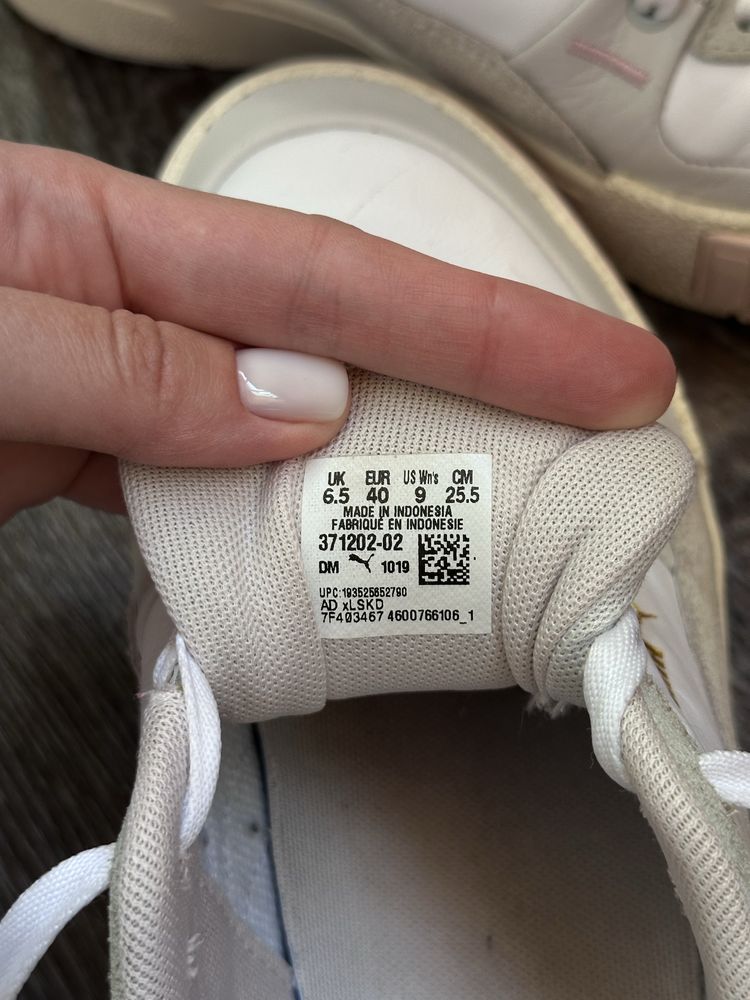 UK EUR US Wn's CM
6.5 40 9 25.5
MADE IN INDONESIA
FABRIQUÉ EN INDONESIE
371202-02
DM 1019
UPC:193525652790
AD xLSKD
7F403467 4600766106_1